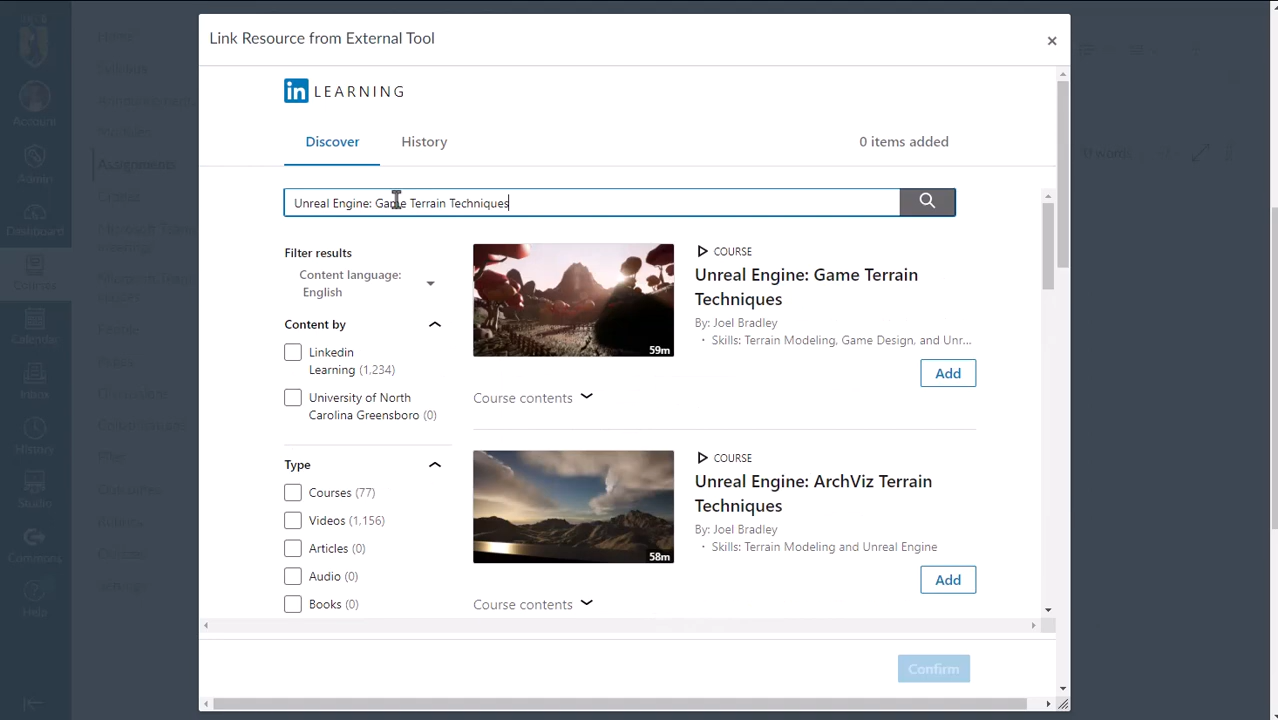 Link Resource from External Tool
×
in LEARNING
Discover
History
0 items added
Unreal Engine: Game Terrain Techniques
Filter results
Content language:
English
Content by
Linkedin
Learning (1,234)
University of North
Carolina Greensboro (0)
Type
Courses (77)
Videos (1,156)
Articles (0)
Audio (0)
Books (0)
59m
COURSE
Unreal Engine: Game Terrain
Techniques
By: Joel Bradley
• Skills: Terrain Modeling, Game Design, and Unr...
Add
Course contents
58m
COURSE
Unreal Engine: ArchViz Terrain
Techniques
By: Joel Bradley
• Skills: Terrain Modeling and Unreal Engine
Add
Course contents
Confirm
Account
Admin
Dashboard
Courses
Calendar
Inbox
History
Studio
Commons
Help
Home
Assignments
0 words